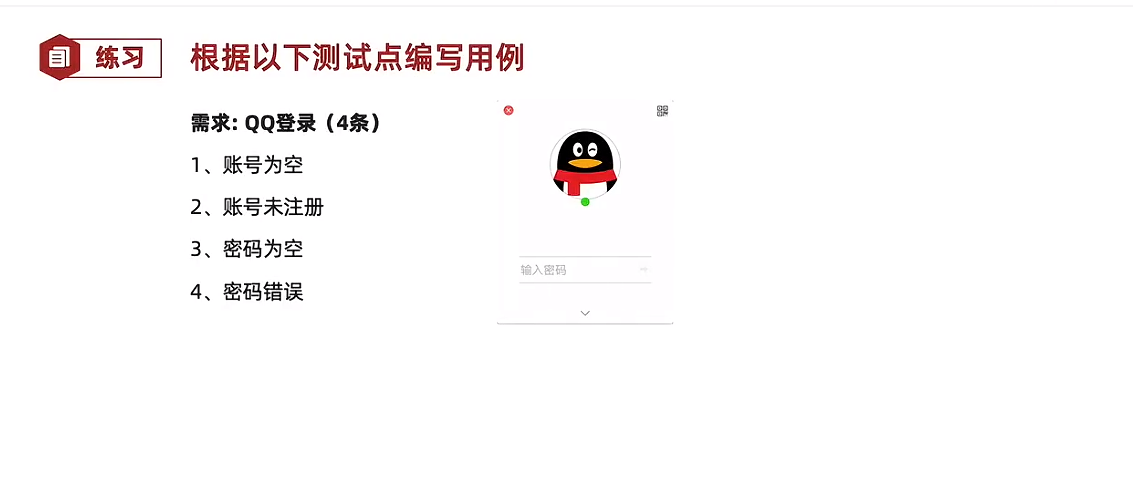 练习
根据以下测试点编写用例
需求: QQ登录（4条）
1、账号为空
2、账号未注册
3、密码为空
4、密码错误
输入密码